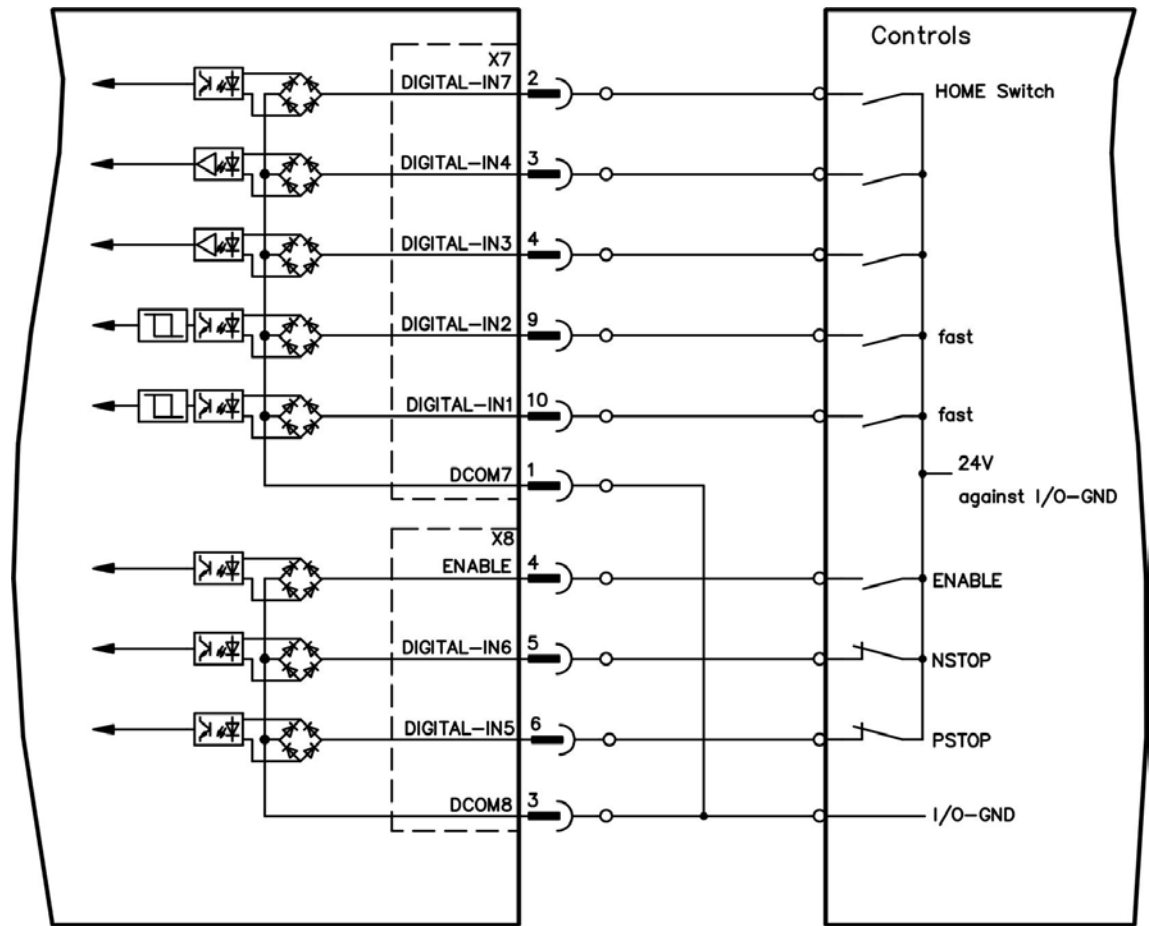 Controls
X7
DIGITAL-IN7 2 HOME Switch
DIGITAL-IN4 3
DIGITAL-IN3 4
DIGITAL-IN2 9 fast
DIGITAL-IN1 10 fast
24V
DCOM7 1
against I/O-GND
X8
ENABLE 4 ENABLE
DIGITAL-IN6 5 NSTOP
DIGITAL-IN5 6 PSTOP
DCOM8 3 I/O-GND